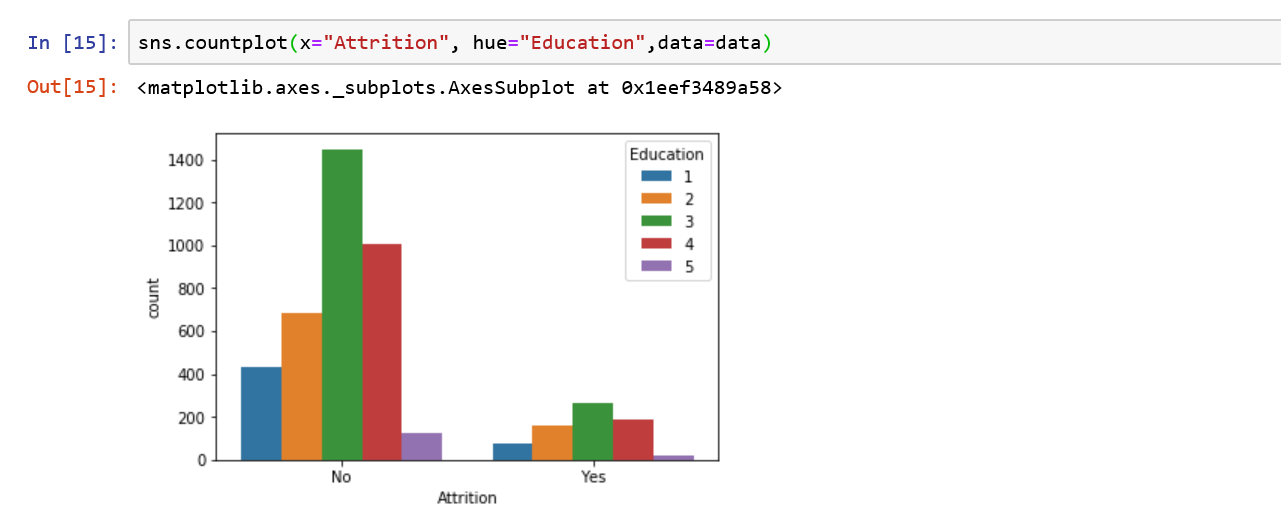 In [15]: sns.countplot(x="Attrition", hue="Education",data=data)
Out[15]: <matplotlib.axes._subplots.AxesSubplot at 0x1eef3489a58>
1400
1200
1000
800
600
400
200
0
count
Education
1
2
3
4
5
No
Yes
Attrition